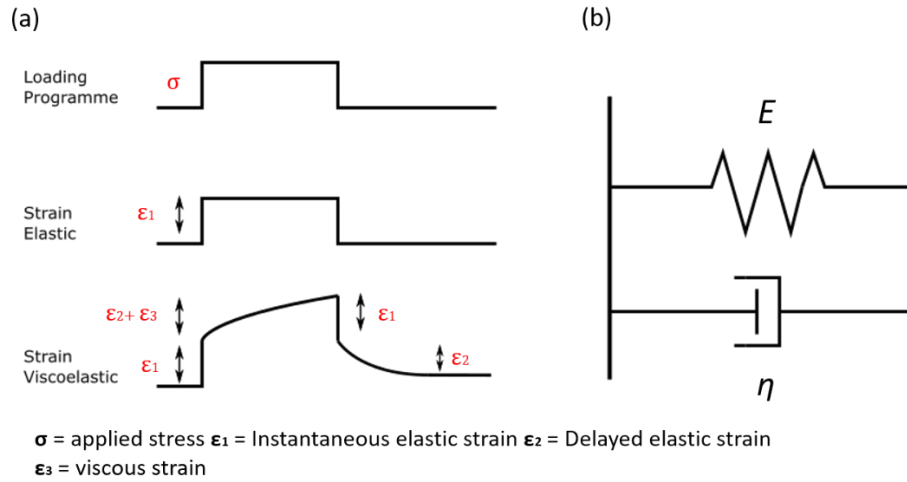 (a)
Loading
Programme
σ
Strain
Elastic
ε1
Strain
Viscoelastic
ε2+ ε3
ε1
ε1
ε2
(b)
E
η
σ = applied stress ε1 = Instantaneous elastic strain ε2 = Delayed elastic strain
ε3 = viscous strain